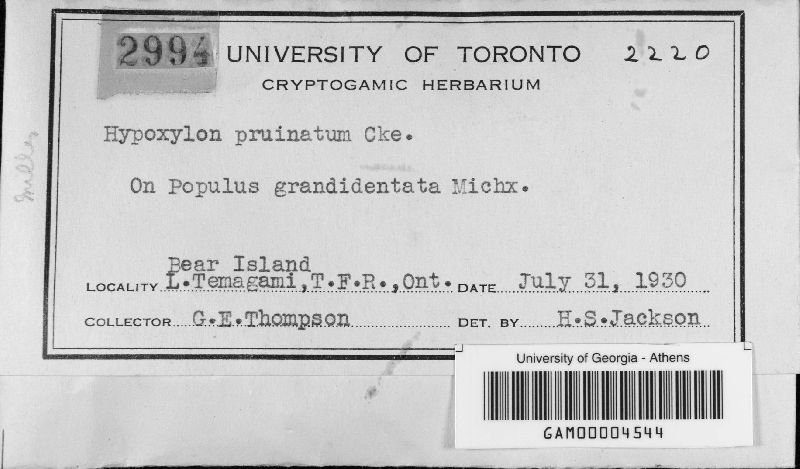 2994 UNIVERSITY OF TORONTO 2220
CRYPTOGAMIC HERBARIUM
Hypoxylon pruinatum Cke.
On Populus grandidentata Michx.
Bear Island
LOCALITY L.Temagami,T.F.R.,Ont. DATE July 31, 1930
COLLECTOR G.E.Thompson DET. BY H.S.Jackson
University of Georgia - Athens
GAM00004544
Miller